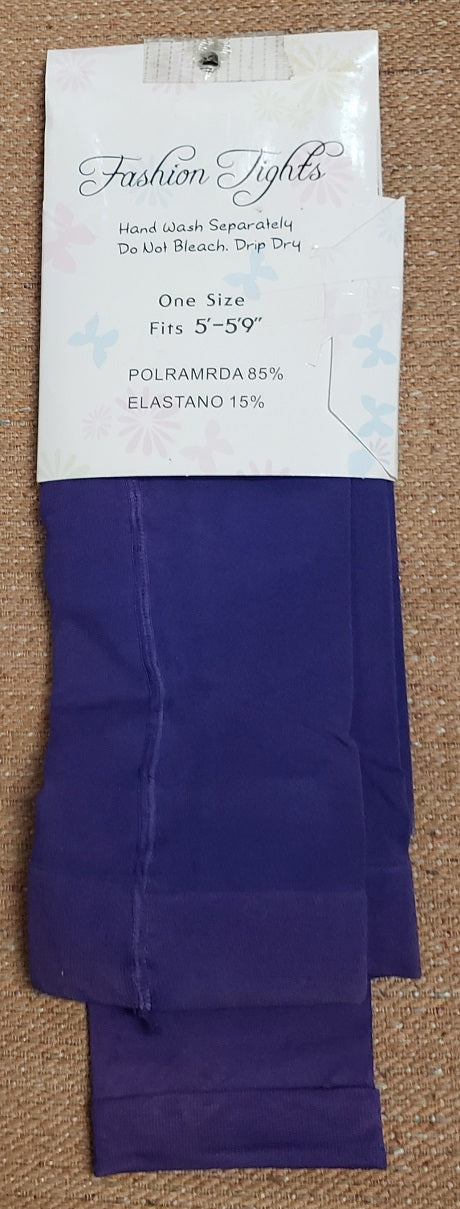 Fashion Tights
Hand Wash Separately
Do Not Bleach. Drip Dry
One Size
Fits 5'-5'9"
POLRAMRDA 85%
ELASTANO 15%